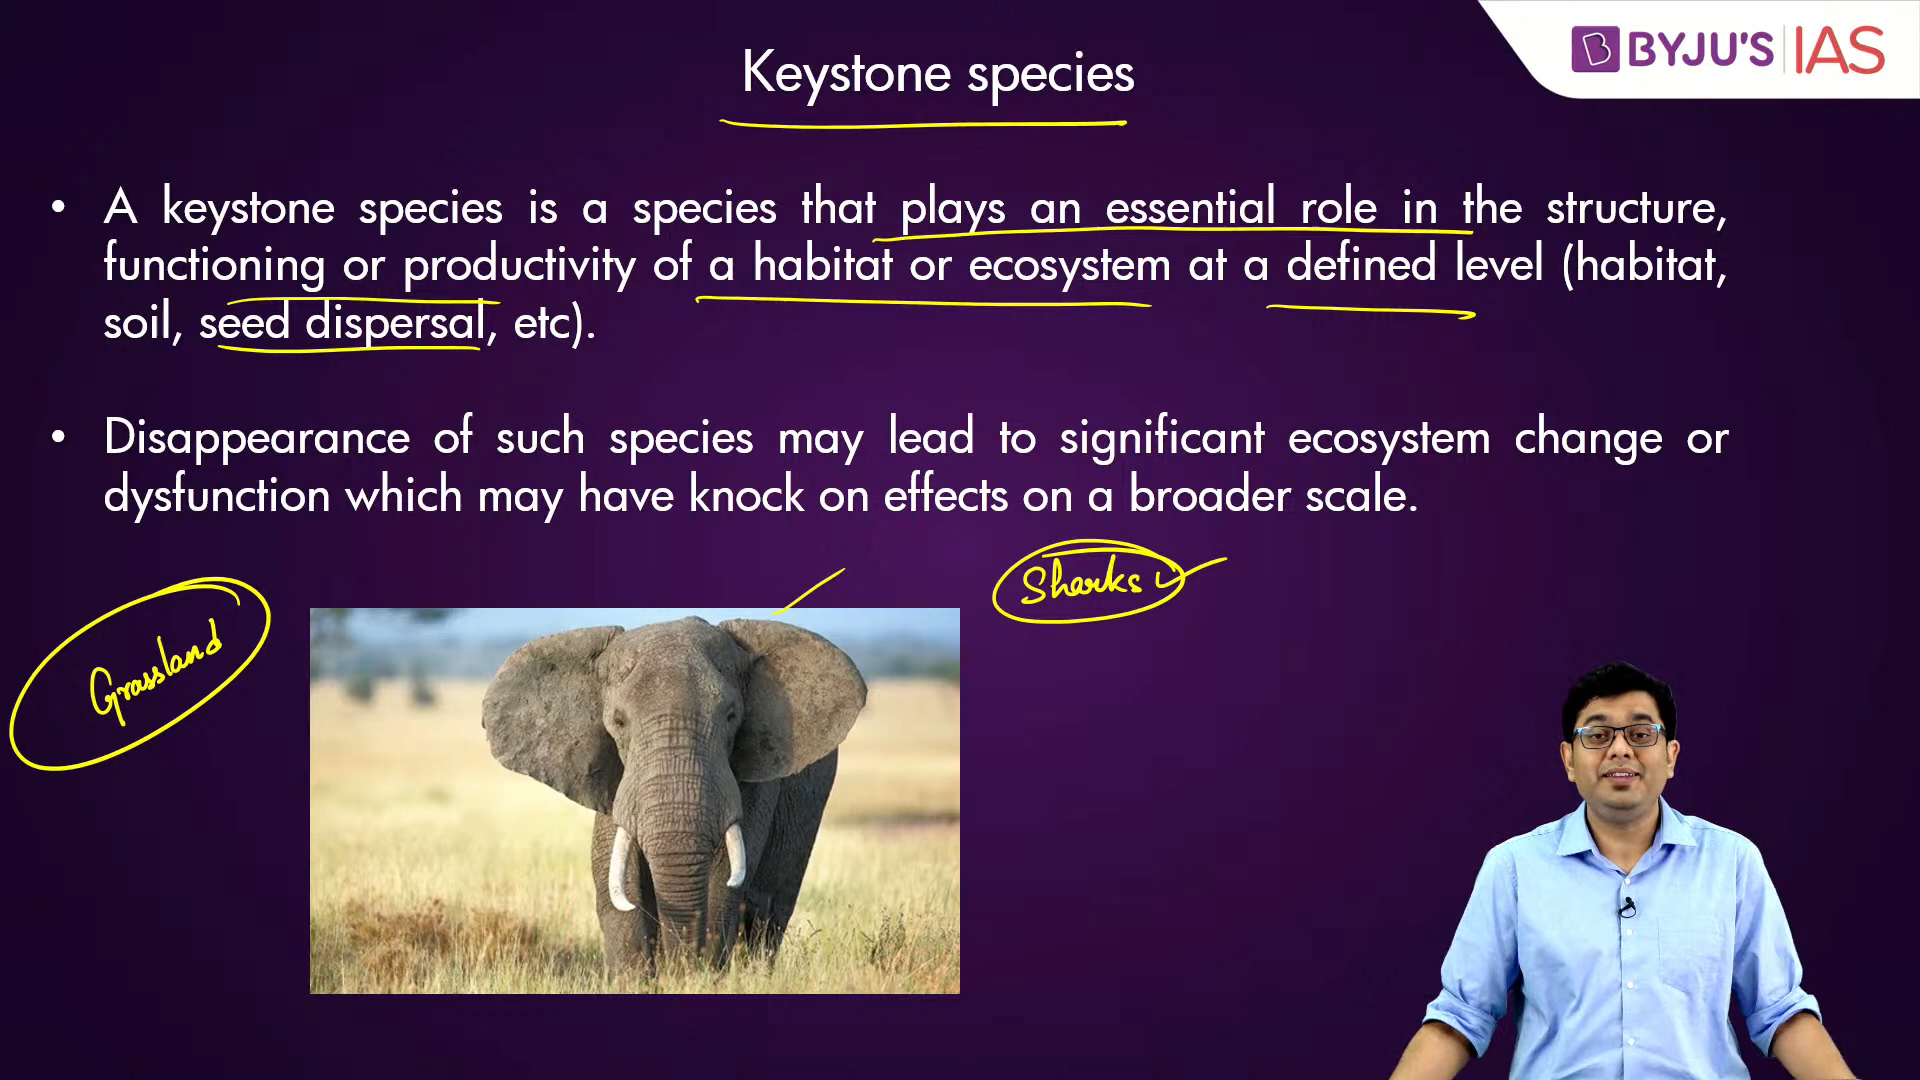 Keystone species
BYJU'S IAS
• A keystone species is a species that plays an essential role in the structure,
functioning or productivity of a habitat or ecosystem at a defined level (habitat,
soil, seed dispersal, etc).
• Disappearance of such species may lead to significant ecosystem change or
dysfunction which may have knock on effects on a broader scale.
Sharks
Grassland